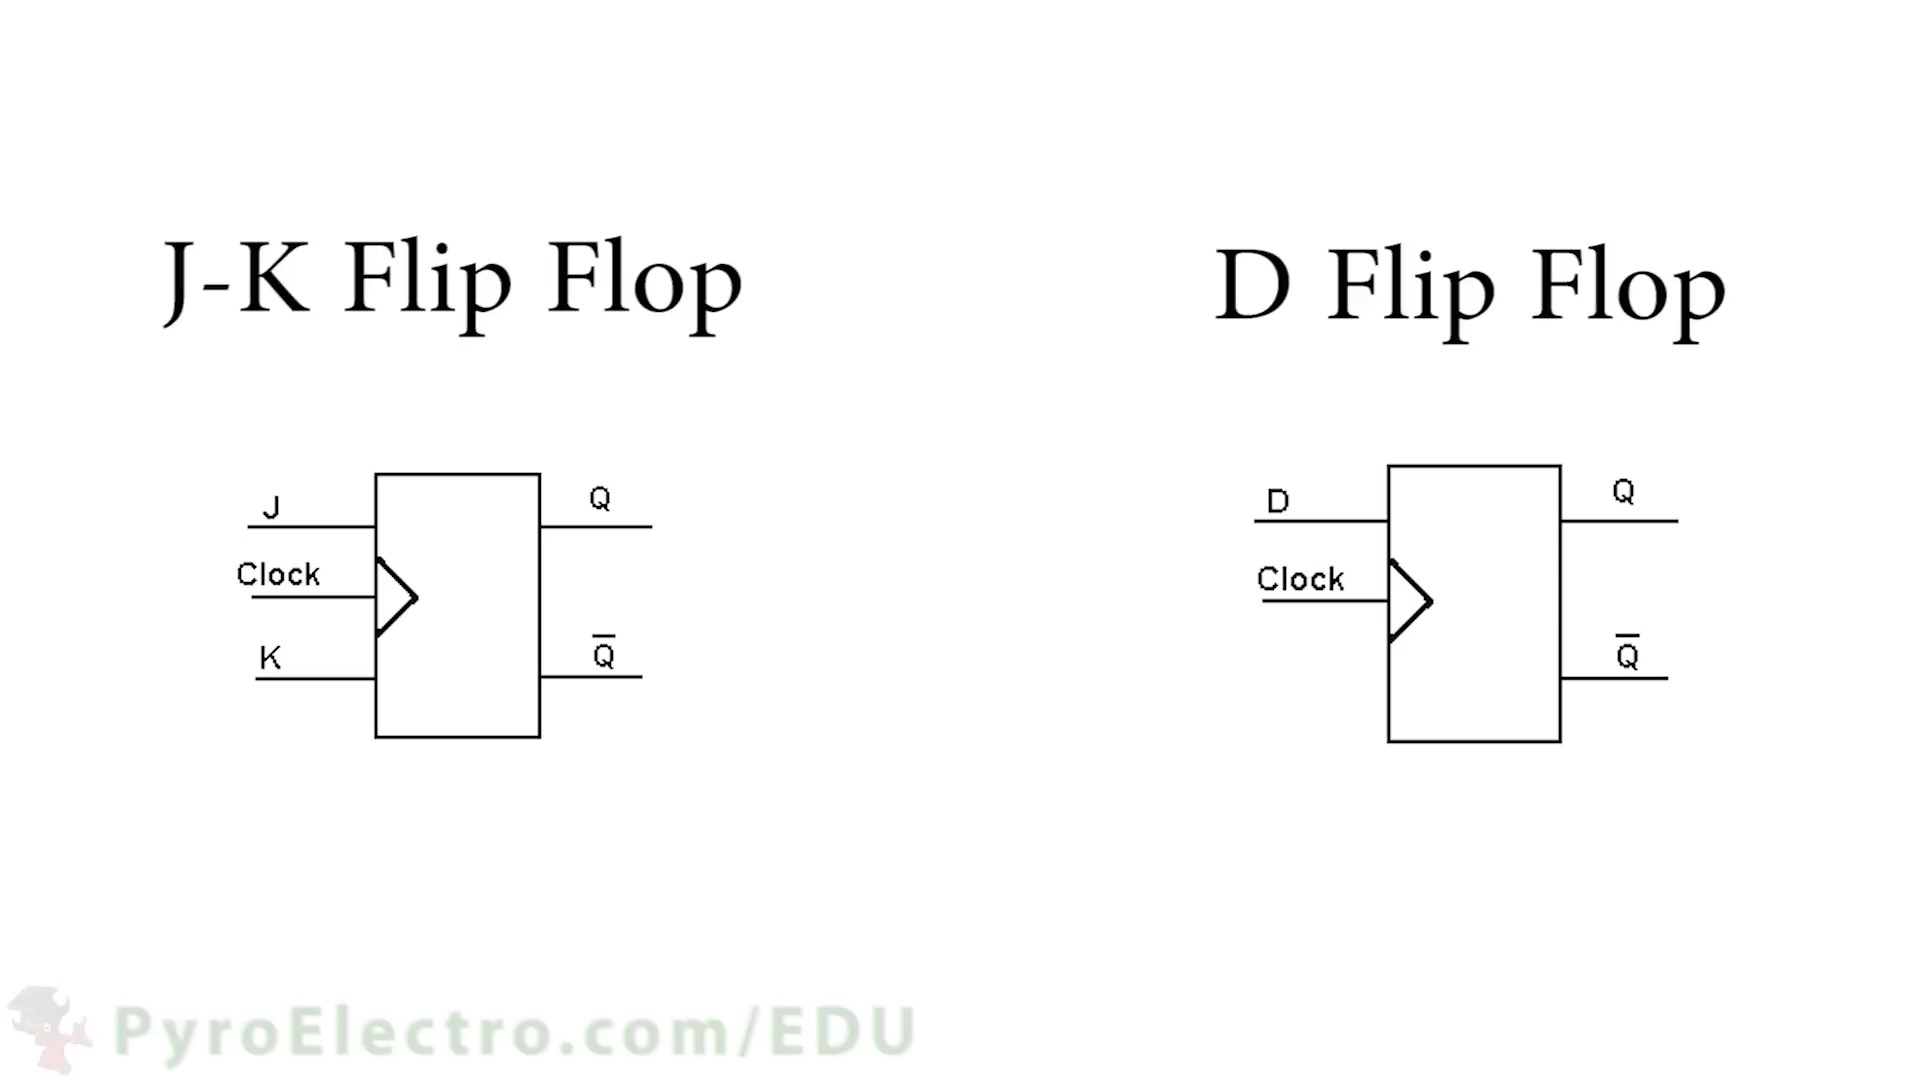 J-K Flip Flop
D Flip Flop
J
Clock
K
Q
Q̅
D
Clock
Q
Q̅
PyroElectro.com/EDU